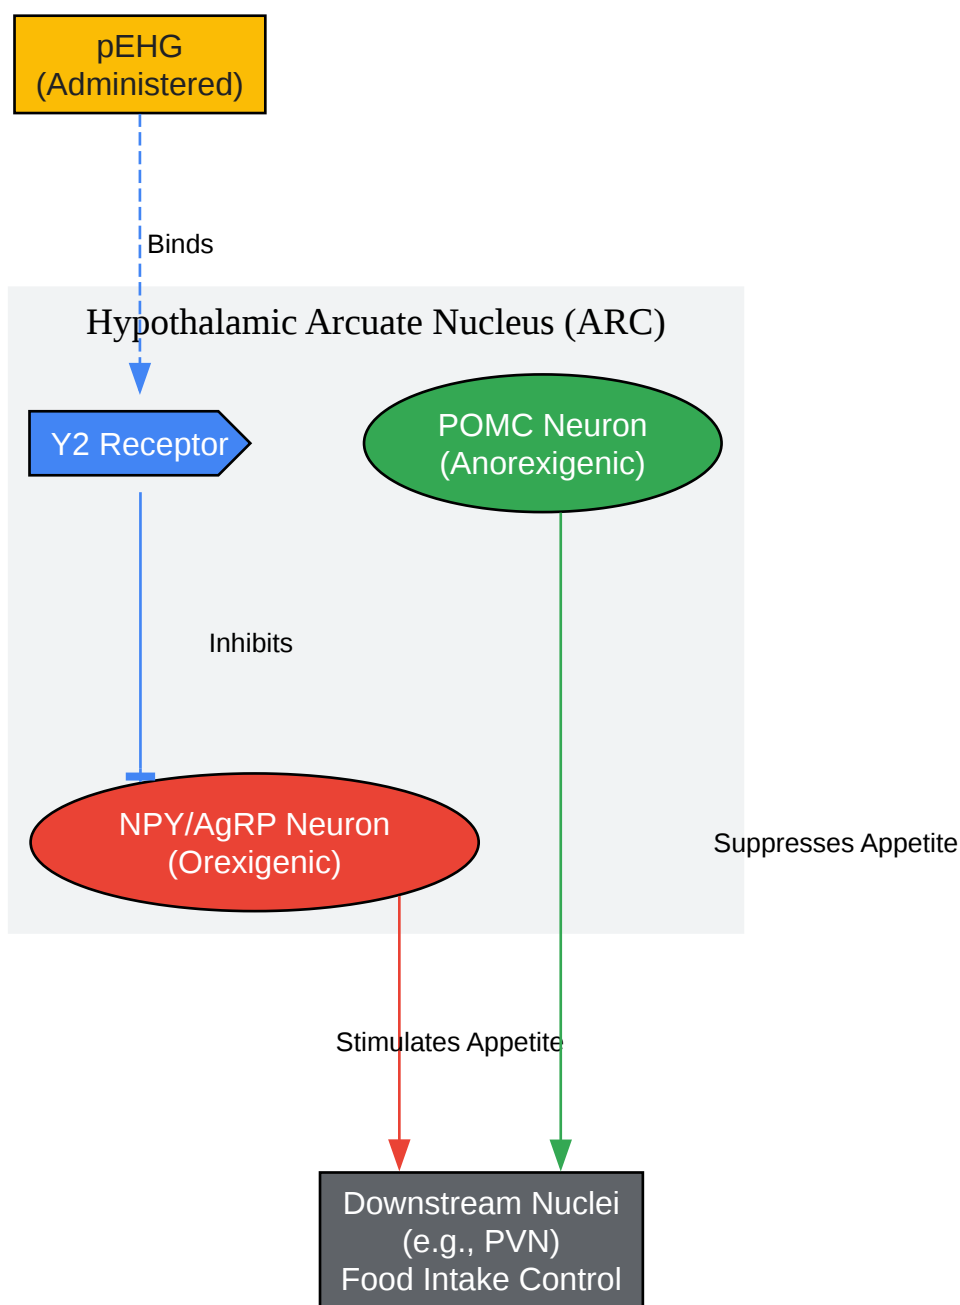 pEHG
(Administered)
Binds
Hypothalamic Arcuate Nucleus (ARC)
Y2 Receptor
POMC Neuron
(Anorexigenic)
Inhibits
NPY/AgRP Neuron
(Orexigenic)
Suppresses Appetite
Stimulates Appetite
Downstream Nuclei
(e.g., PVN)
Food Intake Control